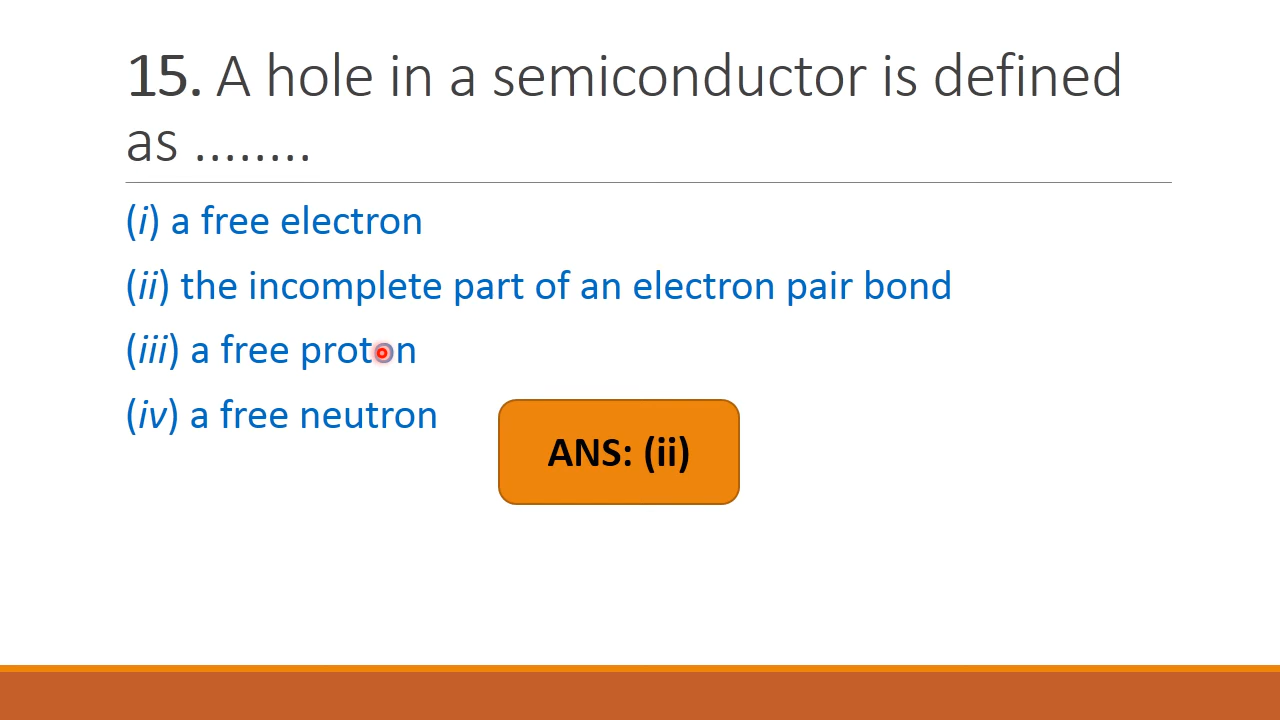 15. A hole in a semiconductor is defined
as ........
(i) a free electron
(ii) the incomplete part of an electron pair bond
(iii) a free proton
(iv) a free neutron
ANS: (ii)